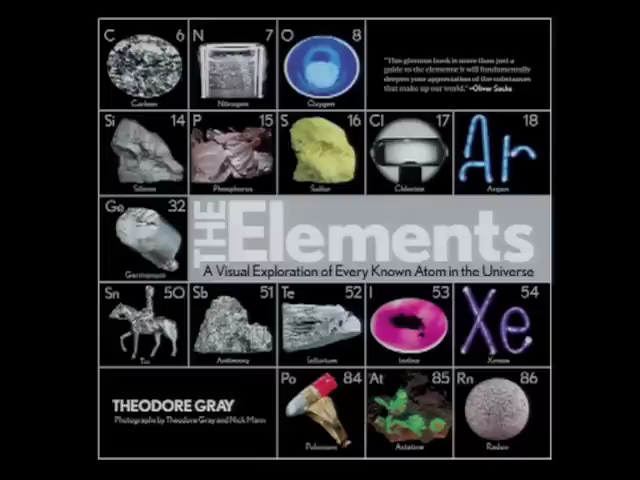 C 6 N 7 O 8
Carbon Nitrogen Oxygen
"This glorious book is more than just a
guide to the elements: it will fundamentally
deepen your appreciation of the substances
that make up our world." –Oliver Sacks
Si 14 P 15 S 16 Cl 17 Ar 18
Silicon Phosphorus Sulfur Chlorine Argon
Ge 32
Germanium
THE Elements
A Visual Exploration of Every Known Atom in the Universe
Sn 50 Sb 51 Te 52 I 53 Xe 54
Tin Antimony Tellurium Iodine Xenon
Po 84 At 85 Rn 86
THEODORE GRAY
Photographs by Theodore Gray and Nick Mann
Polonium Astatine Radon